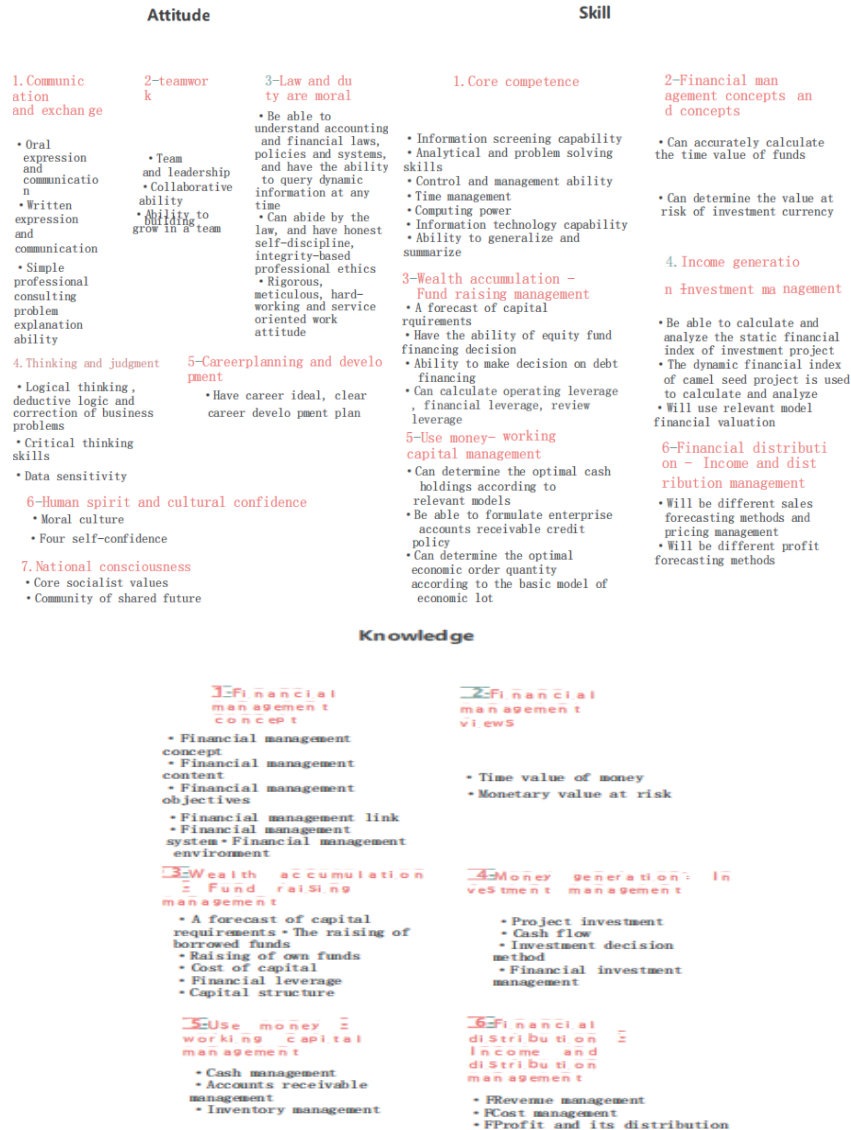 Attitude
1.Communic
ation
and exchange
• Oral
expression
and
communicatio
n
• Written
expression
and
communication
• Simple
professional
consulting
problem
explanation
ability
2-teamwor
k
• Team
and leadership
• Collaborative
ability
• Ability to
building
grow in a team
3-Law and du
ty are moral
• Be able to
understand accounting
and financial laws,
policies and systems,
and have the ability
to query dynamic
information at any
time
• Can abide by the
law, and have honest
self-discipline,
integrity-based
professional ethics
• Rigorous,
meticulous, hard-
working and service
oriented work
attitude
4.Thinking and judgment
• Logical thinking,
deductive logic and
correction of business
problems
• Critical thinking
skills
• Data sensitivity
5-Careerplanning and develo
pment
• Have career ideal, clear
career develo pment plan
6-Human spirit and cultural confidence
• Moral culture
• Four self-confidence
7.National consciousness
• Core socialist values
• Community of shared future
Skill
1.Core competence
• Information screening capability
• Analytical and problem solving
skills
• Control and management ability
• Time management
• Computing power
• Information technology capability
• Ability to generalize and
summarize
2-Financial man
agement concepts an
d concepts
• Can accurately calculate
the time value of funds
• Can determine the value at
risk of investment currency
3-Wealth accumulation -
Fund raising management
• A forecast of capital
rquirements
• Have the ability of equity fund
financing decision
• Ability to make decision on debt
financing
• Can calculate operating leverage
, financial leverage, review
leverage
4.Income generatio
n Investment ma nagement
• Be able to calculate and
analyze the static financial
index of investment project
• The dynamic financial index
of camel seed project is used
to calculate and analyze
• Will use relevant model
financial valuation
5-Use money- working
capital management
• Can determine the optimal cash
holdings according to
relevant models
• Be able to formulate enterprise
accounts receivable credit
policy
• Can determine the optimal
economic order quantity
according to the basic model of
economic lot
6-Financial distributi
on - Income and dist
ribution management
• Will be different sales
forecasting methods and
pricing management
• Will be different profit
forecasting methods
Knowledge
1-Financial
management
concept
• Financial management
concept
• Financial management
content
• Financial management
objectives
• Financial management link
• Financial management
system • Financial management
environment
2-Financial
management
views
• Time value of money
• Monetary value at risk
3-Wealth accumulation
- Fund raising
management
• A forecast of capital
requirements • The raising of
borrowed funds
• Raising of own funds
• Cost of capital
• Financial leverage
• Capital structure
4-Money generation: In
vestment management
• Project investment
• Cash flow
• Investment decision
method
• Financial investment
management
5-Use money -
working capital
management
• Cash management
• Accounts receivable
management
• Inventory management
6-Financial
distribution -
Income and
distribution
management
• FRevenue management
• FCost management
• FProfit and its distribution